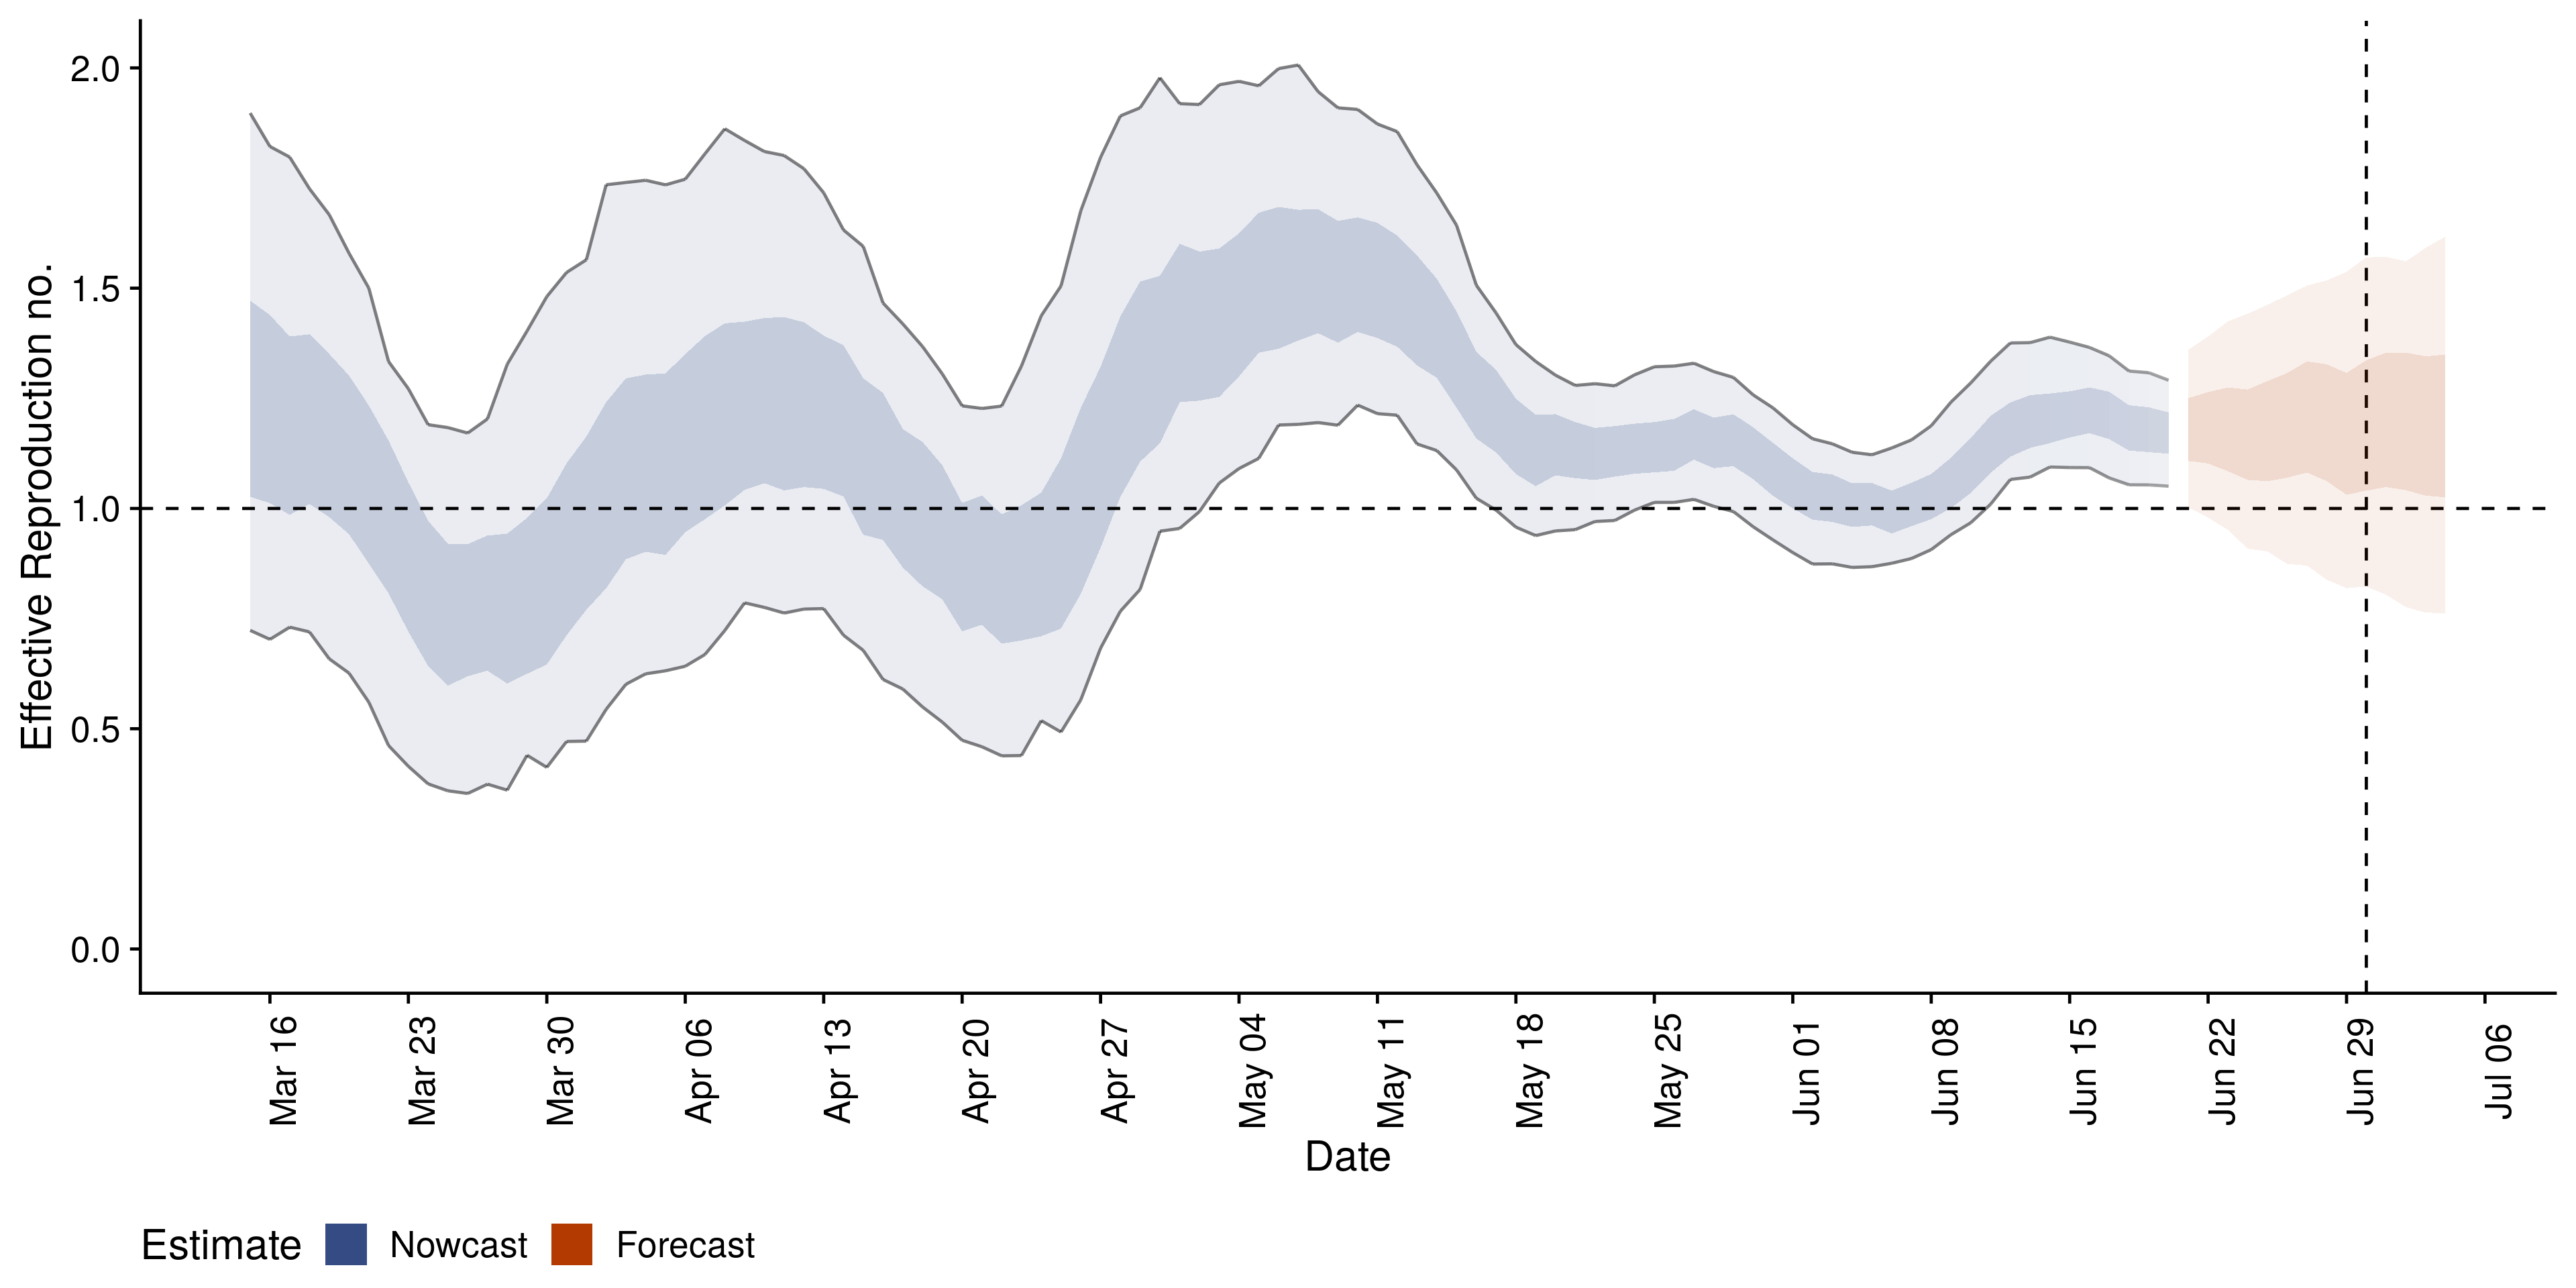 Effective Reproduction no.
2.0
1.5
1.0
0.5
0.0
Mar 16
Mar 23
Mar 30
Apr 06
Apr 13
Apr 20
Apr 27
May 04
May 11
May 18
May 25
Jun 01
Jun 08
Jun 15
Jun 22
Jun 29
Jul 06
Date
Estimate Nowcast Forecast